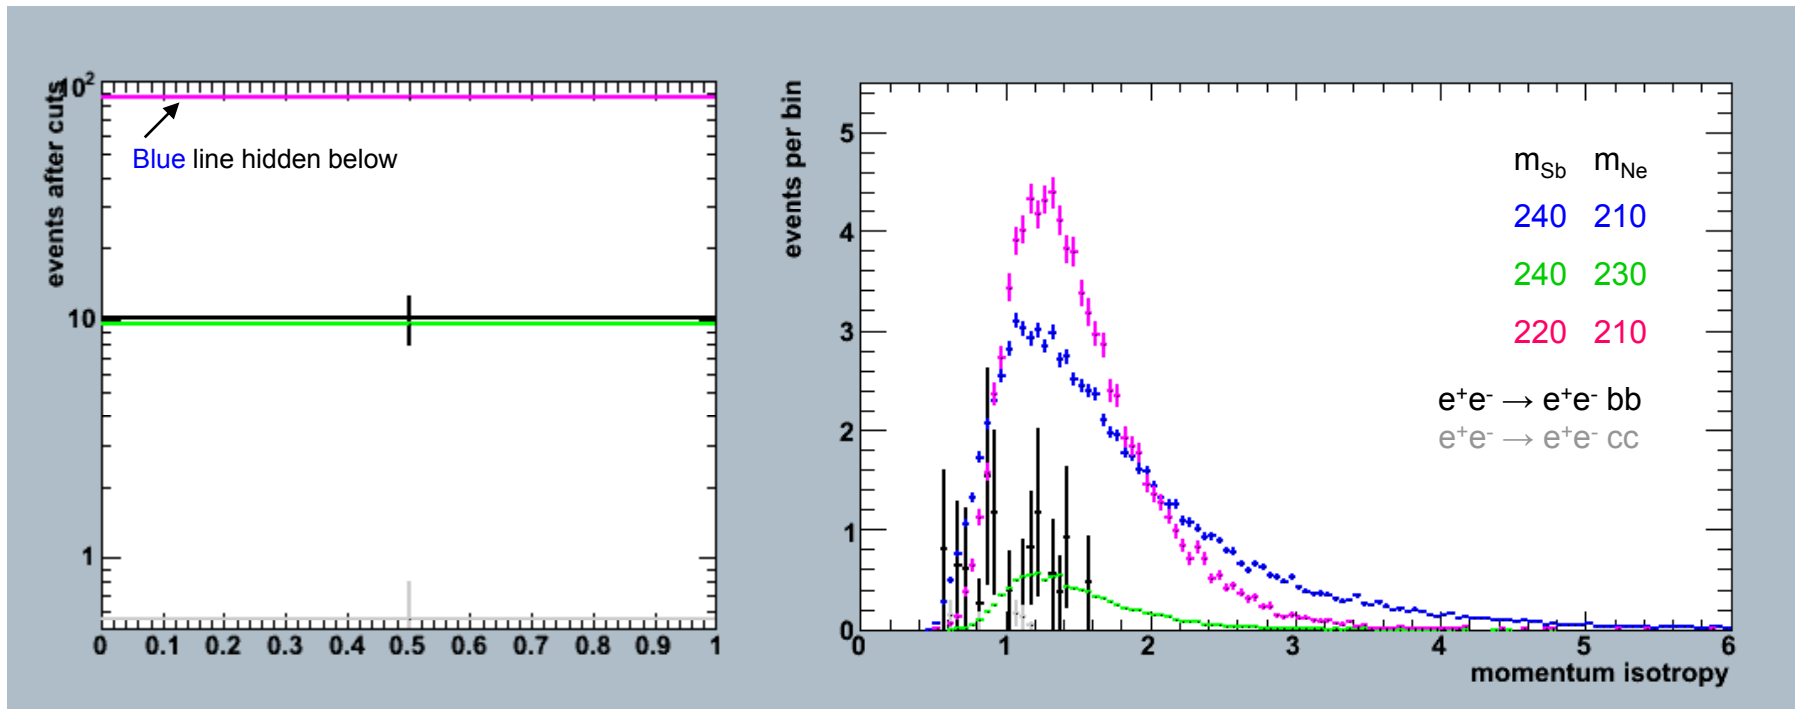 events after cuts
10²
10
1
Blue line hidden below
0 0.1 0.2 0.3 0.4 0.5 0.6 0.7 0.8 0.9 1
events per bin
5
4
3
2
1
0
m_Sb m_Ne
240 210
240 230
220 210
e⁺e⁻ → e⁺e⁻ bb
e⁺e⁻ → e⁺e⁻ cc
0 1 2 3 4 5 6
momentum isotropy